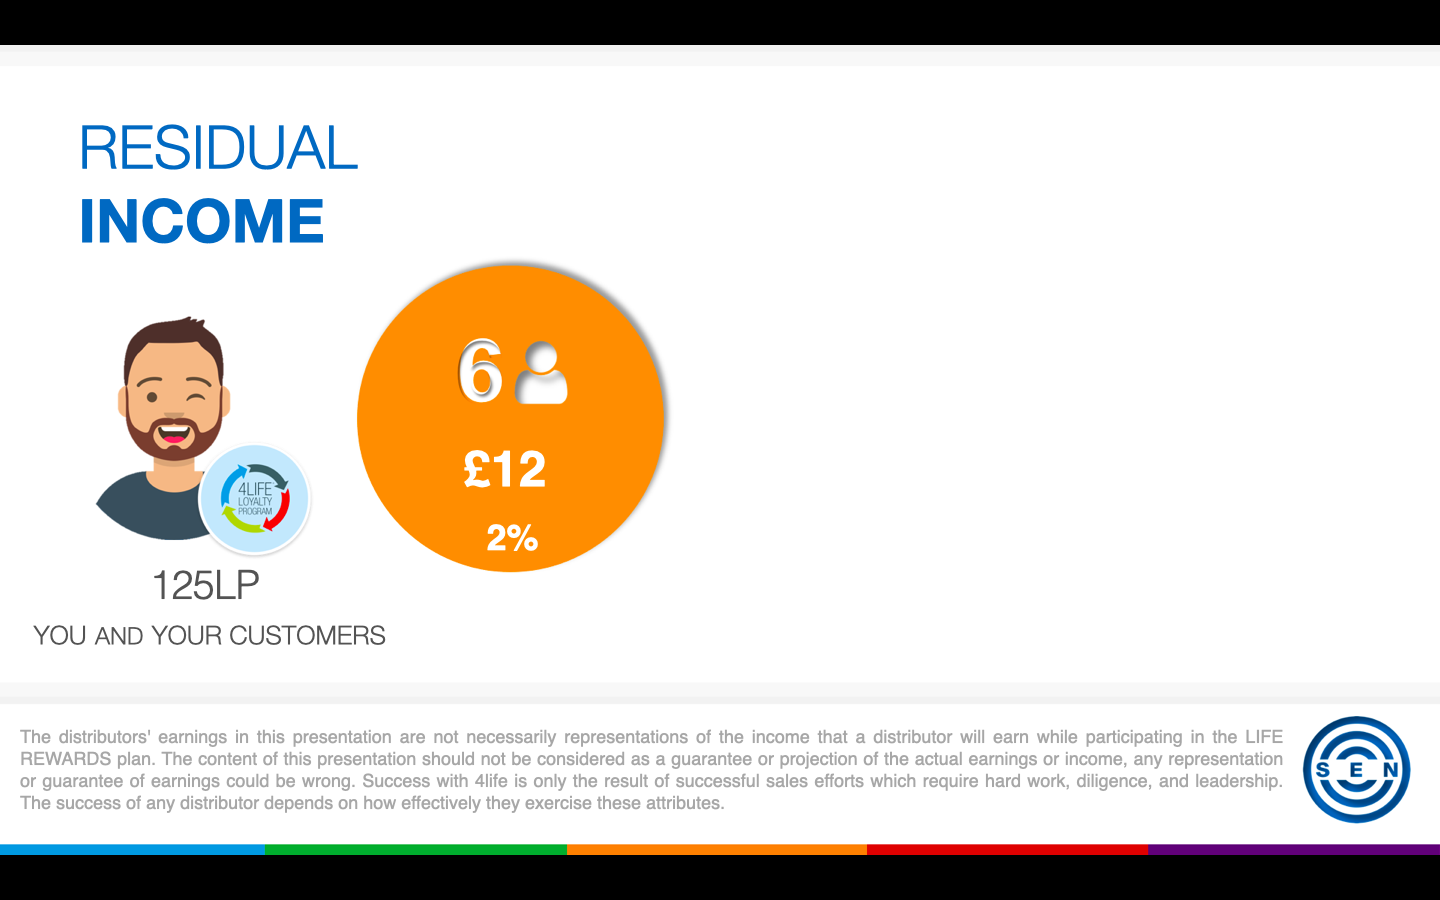 RESIDUAL
INCOME
6
£12
2%
4LIFE
LOYALTY
PROGRAM
125LP
YOU AND YOUR CUSTOMERS
The distributors' earnings in this presentation are not necessarily representations of the income that a distributor will earn while participating in the LIFE
REWARDS plan. The content of this presentation should not be considered as a guarantee or projection of the actual earnings or income, any representation
or guarantee of earnings could be wrong. Success with 4life is only the result of successful sales efforts which require hard work, diligence, and leadership.
The success of any distributor depends on how effectively they exercise these attributes.
SEN